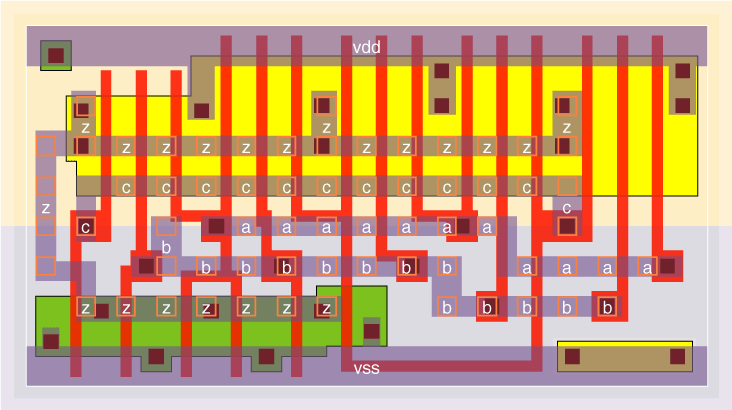 vdd
z z z
z z z z z z z z
c c c c c c c c c c c
z c
c a a a a a a a
b
b b b b b b b a a a a
z z z z z z z b b b b
vss